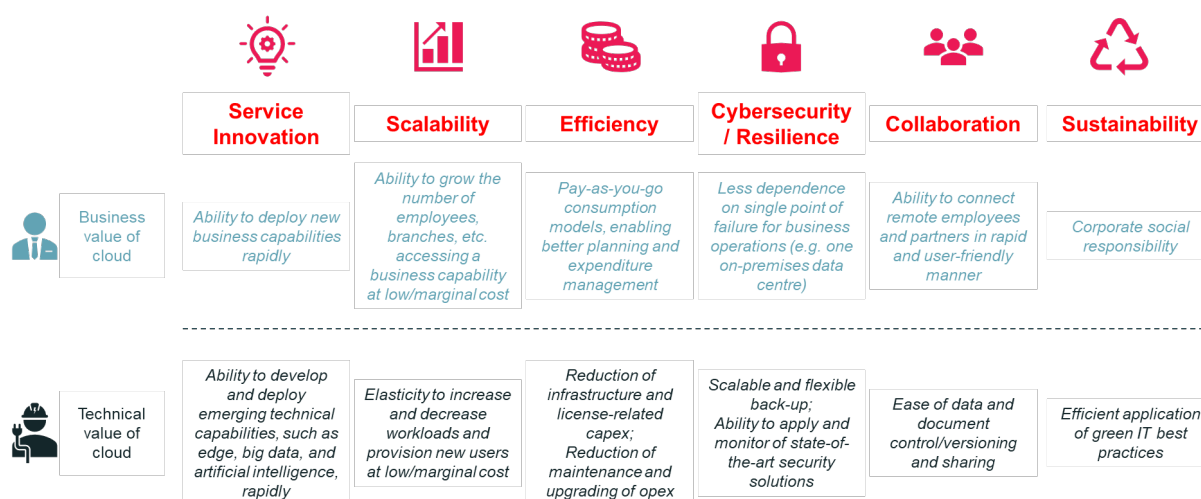 Service
Innovation
Scalability
Efficiency
Cybersecurity
/ Resilience
Collaboration
Sustainability
Business
value of
cloud
Ability to deploy new
business capabilities
rapidly
Ability to grow the
number of
employees,
branches, etc.
accessing a
business capability
at low/marginal cost
Pay-as-you-go
consumption
models, enabling
better planning and
expenditure
management
Less dependence
on single point of
failure for business
operations (e.g. one
on-premises data
centre)
Ability to connect
remote employees
and partners in rapid
and user-friendly
manner
Corporate social
responsibility
Technical
value of
cloud
Ability to develop
and deploy
emerging technical
capabilities, such as
edge, big data, and
artificial intelligence,
rapidly
Elasticity to increase
and decrease
workloads and
provision new users
at low/marginal cost
Reduction of
infrastructure and
license-related
capex;
Reduction of
maintenance and
upgrading of opex
Scalable and flexible
back-up;
Ability to apply and
monitor of state-of-
the-art security
solutions
Ease of data and
document
control/versioning
and sharing
Efficient application
of green IT best
practices